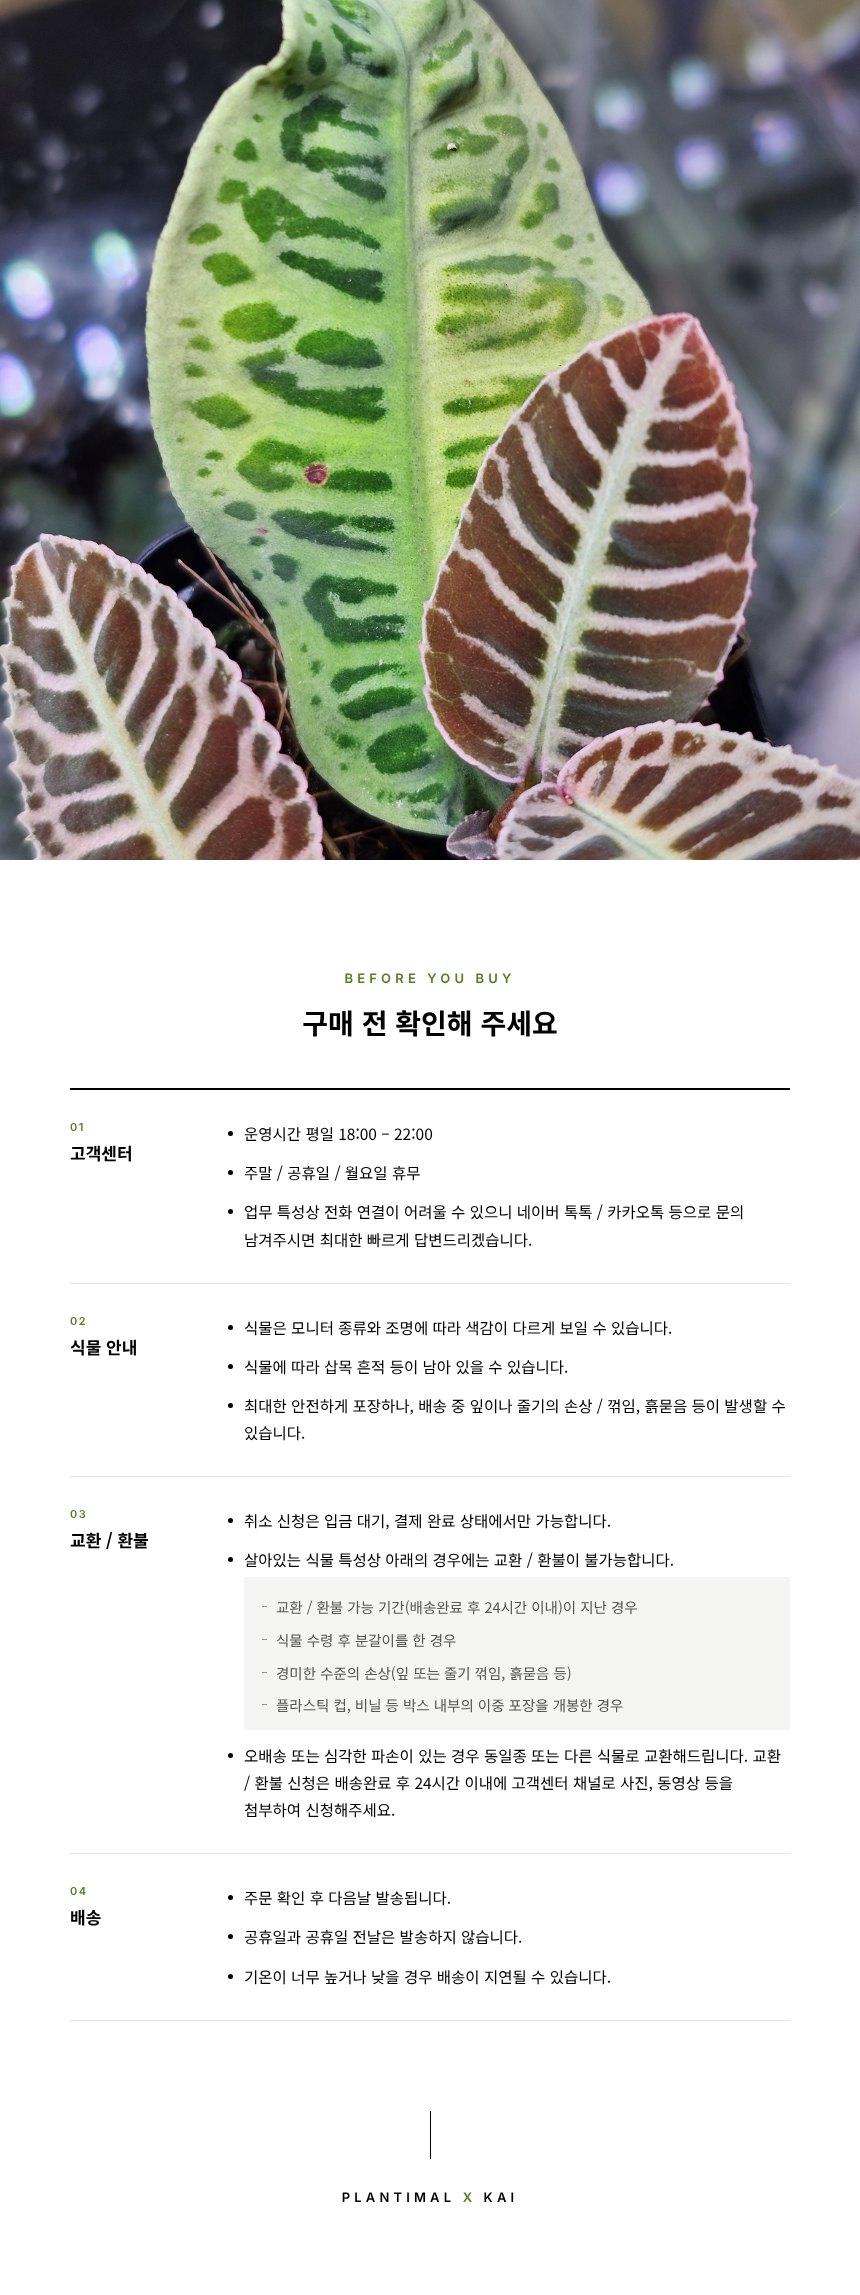 BEFORE YOU BUY
구매 전 확인해 주세요
01
고객센터
운영시간 평일 18:00 – 22:00
주말 / 공휴일 / 월요일 휴무
업무 특성상 전화 연결이 어려울 수 있으니 네이버 톡톡 / 카카오톡 등으로 문의
남겨주시면 최대한 빠르게 답변드리겠습니다.
02
식물 안내
식물은 모니터 종류와 조명에 따라 색감이 다르게 보일 수 있습니다.
식물에 따라 삽목 흔적 등이 남아 있을 수 있습니다.
최대한 안전하게 포장하나, 배송 중 잎이나 줄기의 손상 / 꺾임, 흙묻음 등이 발생할 수
있습니다.
03
교환 / 환불
취소 신청은 입금 대기, 결제 완료 상태에서만 가능합니다.
살아있는 식물 특성상 아래의 경우에는 교환 / 환불이 불가능합니다.
– 교환 / 환불 가능 기간(배송완료 후 24시간 이내)이 지난 경우
– 식물 수령 후 분갈이를 한 경우
– 경미한 수준의 손상(잎 또는 줄기 꺾임, 흙묻음 등)
– 플라스틱 컵, 비닐 등 박스 내부의 이중 포장을 개봉한 경우
오배송 또는 심각한 파손이 있는 경우 동일종 또는 다른 식물로 교환해드립니다. 교환
/ 환불 신청은 배송완료 후 24시간 이내에 고객센터 채널로 사진, 동영상 등을
첨부하여 신청해주세요.
04
배송
주문 확인 후 다음날 발송됩니다.
공휴일과 공휴일 전날은 발송하지 않습니다.
기온이 너무 높거나 낮을 경우 배송이 지연될 수 있습니다.
PLANTIMAL X KAI